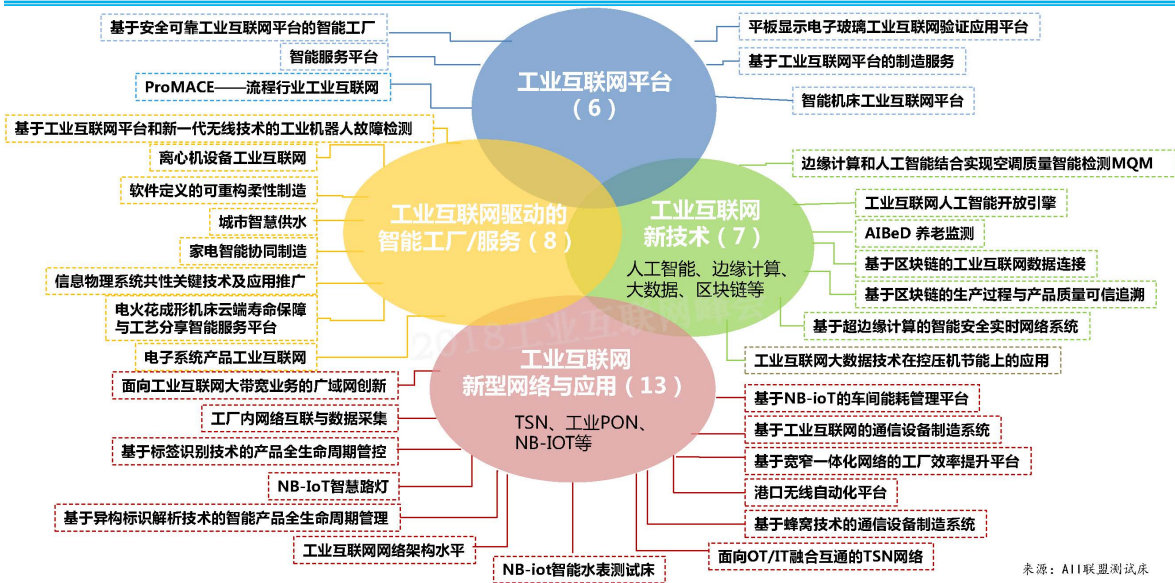 基于安全可靠工业互联网平台的智能工厂
智能服务平台
ProMACE——流程行业工业互联网
工业互联网平台
（6）
平板显示电子玻璃工业互联网验证应用平台
基于工业互联网平台的制造服务
智能机床工业互联网平台
基于工业互联网平台和新一代无线技术的工业机器人故障检测
离心机设备工业互联网
软件定义的可重构柔性制造
城市智慧供水
家电智能协同制造
信息物理系统共性关键技术及应用推广
电火花成形机床云端寿命保障
与工艺分享智能服务平台
电子系统产品工业互联网
工业互联网驱动的
智能工厂/服务（8）
工业互联网
新技术（7）
人工智能、边缘计算、
大数据、区块链等
边缘计算和人工智能结合实现空调质量智能检测MQM
工业互联网人工智能开放引擎
AIBeD 养老监测
基于区块链的工业互联网数据连接
基于区块链的生产过程与产品质量可信追溯
基于超边缘计算的智能安全实时网络系统
工业互联网大数据技术在控压机节能上的应用
2018工业互联网峰会
工业互联网
新型网络与应用（13）
TSN、工业PON、
NB-IOT等
面向工业互联网大带宽业务的广域网创新
工厂内网络互联与数据采集
基于标签识别技术的产品全生命周期管控
NB-IoT智慧路灯
基于异构标识解析技术的智能产品全生命周期管理
工业互联网网络架构水平
NB-iot智能水表测试床
基于NB-ioT的车间能耗管理平台
基于工业互联网的通信设备制造系统
基于宽窄一体化网络的工厂效率提升平台
港口无线自动化平台
基于蜂窝技术的通信设备制造系统
面向OT/IT融合互通的TSN网络
来源：AII联盟测试床